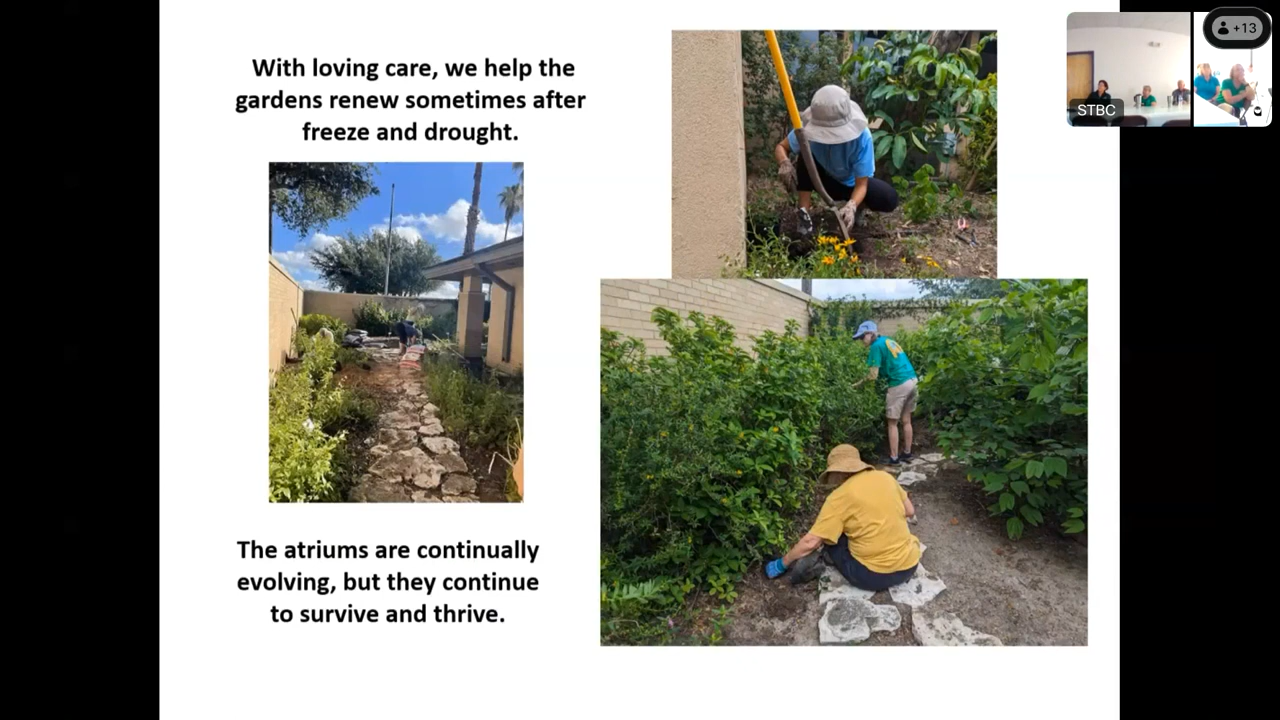 With loving care, we help the
gardens renew sometimes after
freeze and drought.
The atriums are continually
evolving, but they continue
to survive and thrive.
+13
STBC